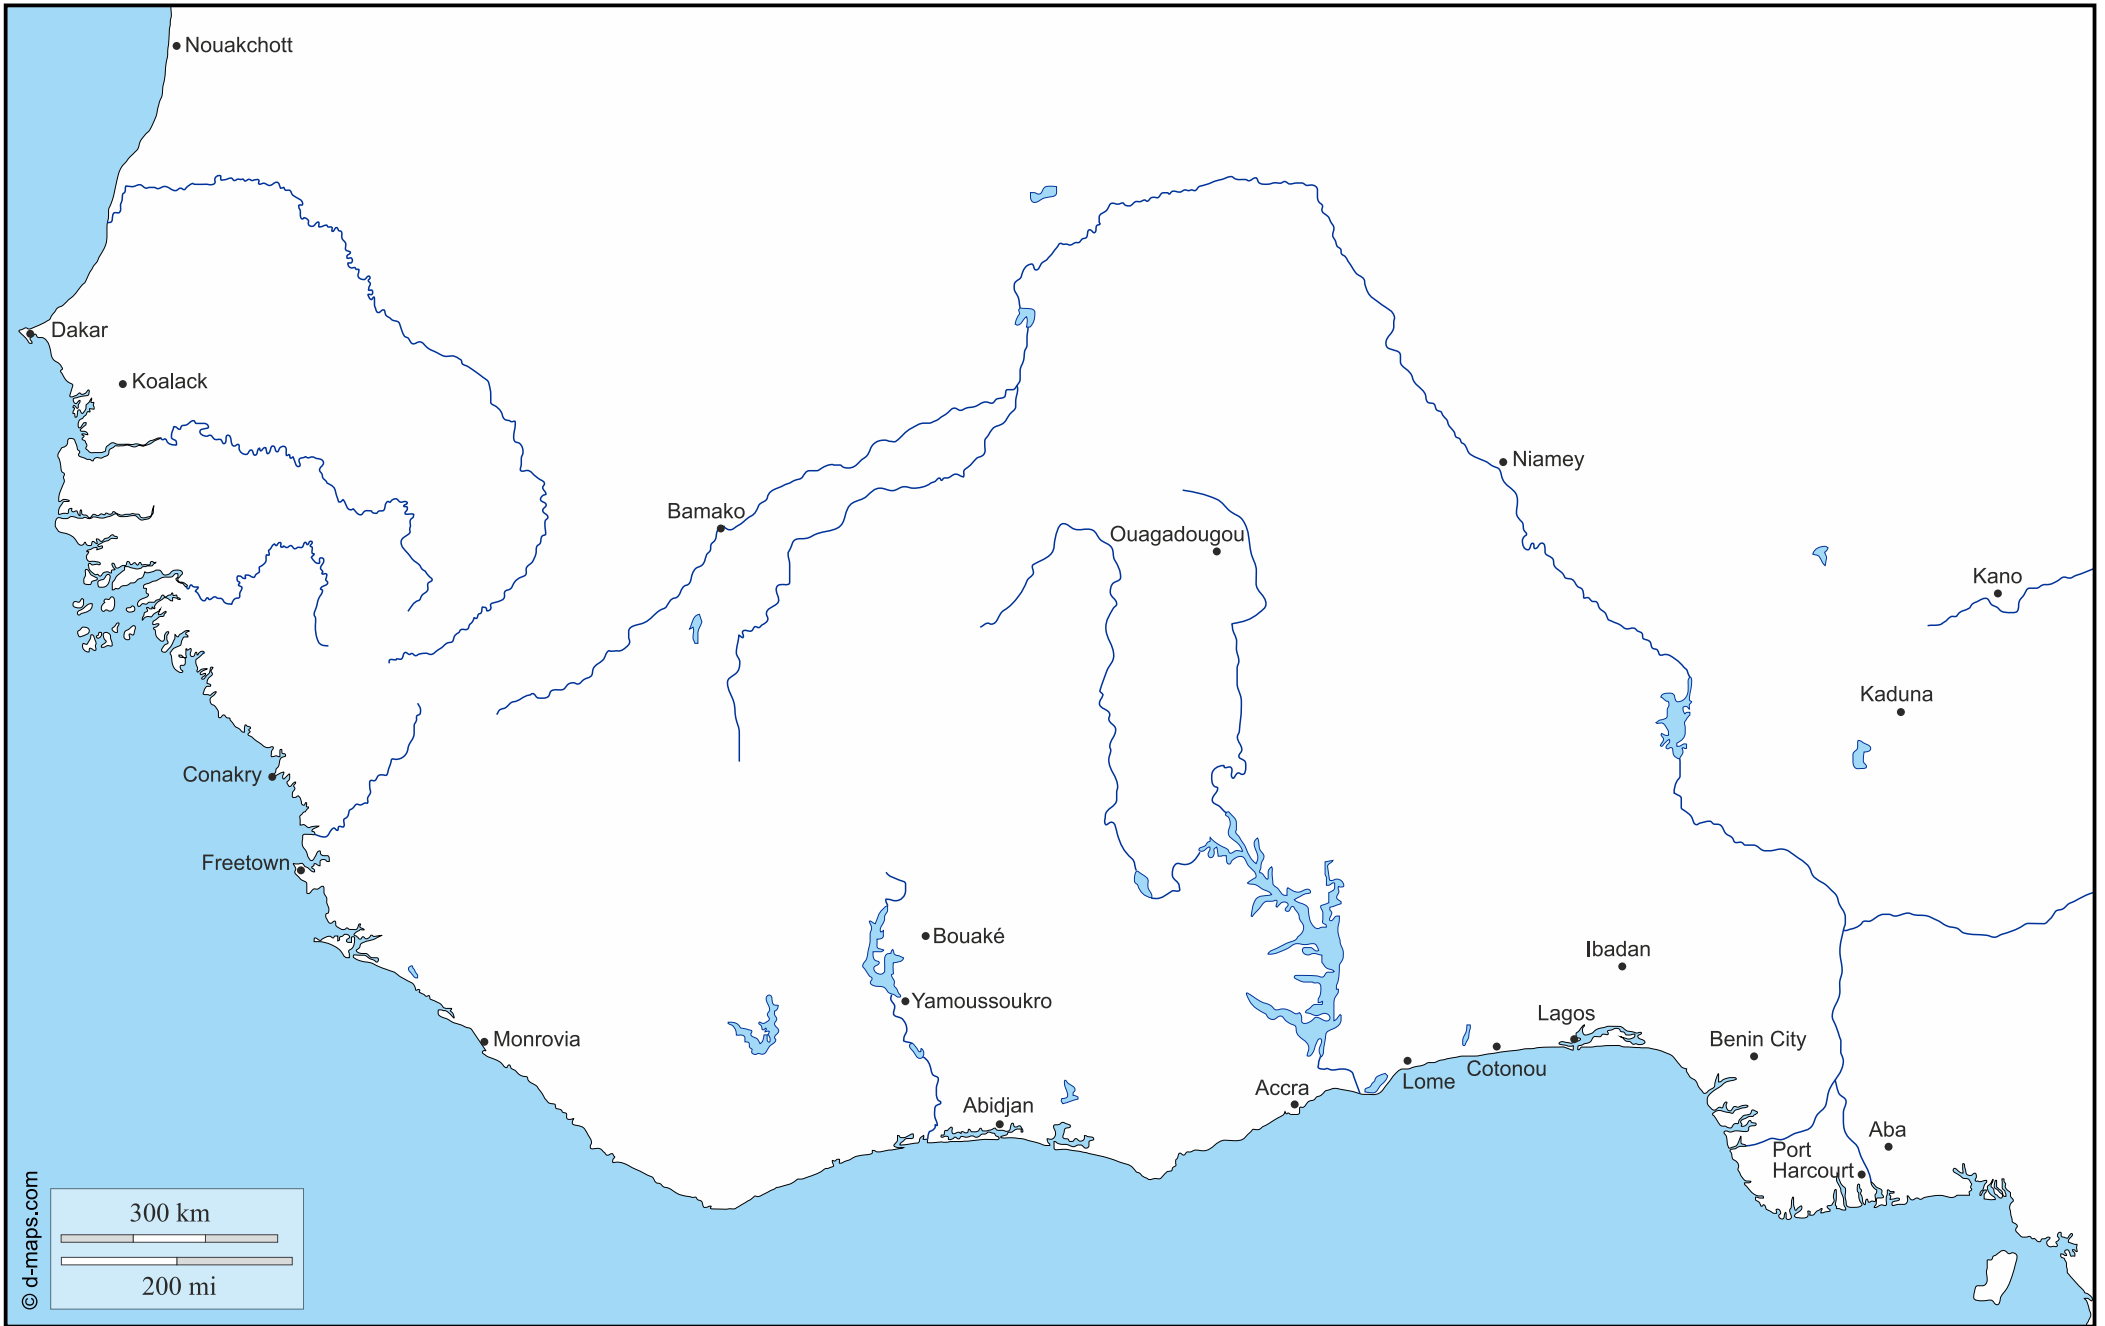 Nouakchott
Dakar
Koalack
Niamey
Bamako
Ouagadougou
Kano
Kaduna
Conakry
Freetown
Bouaké
Ibadan
Yamoussoukro
Lagos
Monrovia
Benin City
Cotonou
Lome
Accra
Abidjan
Aba
Port
Harcourt
300 km
200 mi
© d-maps.com